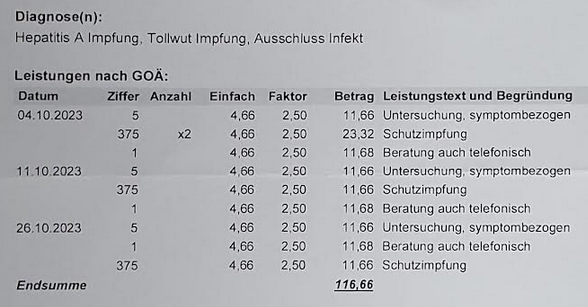 Diagnose(n):
Hepatitis A Impfung, Tollwut Impfung, Ausschluss Infekt
Leistungen nach GOÄ:
Datum Ziffer Anzahl Einfach Faktor Betrag Leistungstext und Begründung
04.10.2023 5 4,66 2,50 11,66 Untersuchung, symptombezogen
375 x2 4,66 2,50 23,32 Schutzimpfung
1 4,66 2,50 11,68 Beratung auch telefonisch
11.10.2023 5 4,66 2,50 11,66 Untersuchung, symptombezogen
375 4,66 2,50 11,66 Schutzimpfung
1 4,66 2,50 11,68 Beratung auch telefonisch
26.10.2023 5 4,66 2,50 11,66 Untersuchung, symptombezogen
1 4,66 2,50 11,68 Beratung auch telefonisch
375 4,66 2,50 11,66 Schutzimpfung
Endsumme 116,66